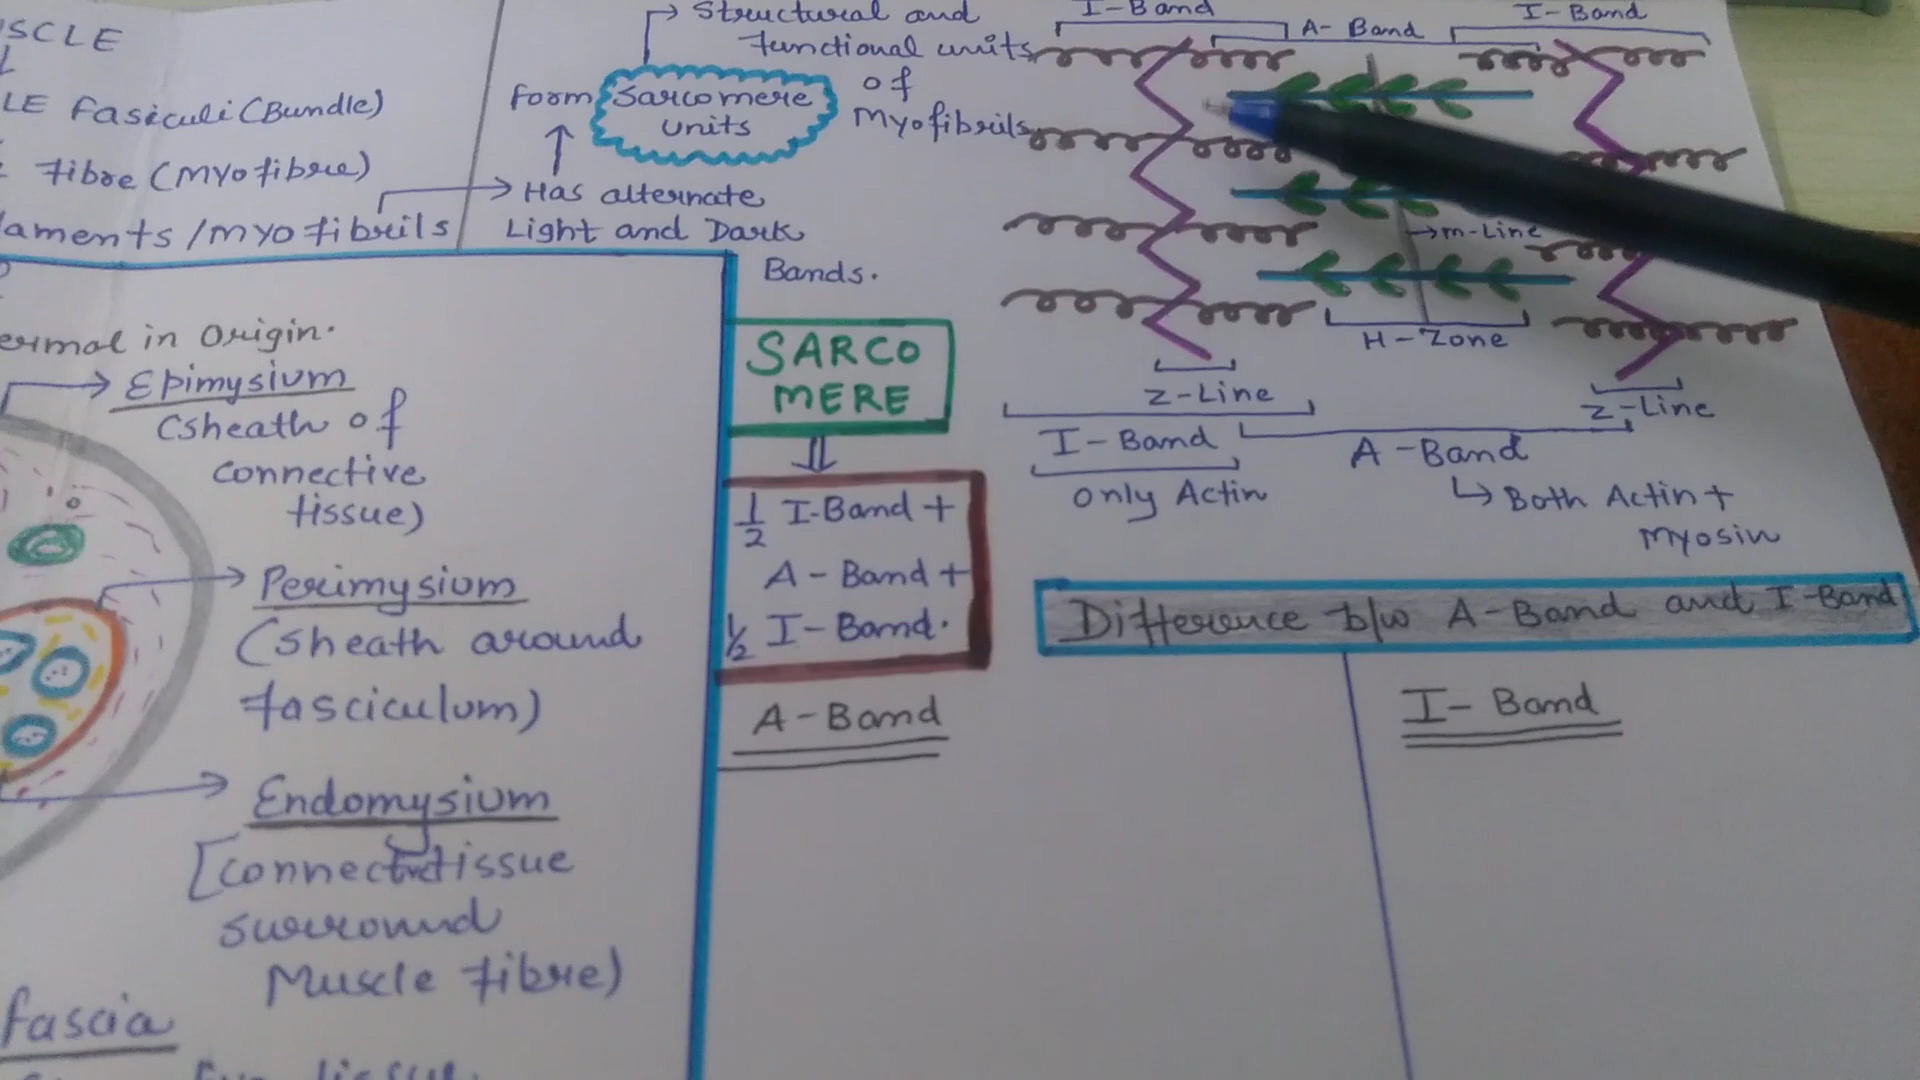 SCLE
LE Fasiculi (Bundle)
Fibre (Myofibre)
laments / myofibrils
Structural and
functional units
of
Myofibrils
form
Sarcomere
units
Has alternate
Light and Dark
Bands.
I-Band
A-Band
I-Band
→ m-Line
H-Zone
Z-Line
Z-Line
I-Band
only Actin
A-Band
↳ Both Actin +
Myosin
ermal in Origin.
Epimysium
(sheath of
connective
tissue)
Perimysium
(sheath around
fasciculum)
Endomysium
tissue
surround
Muscle fibre)
fascia
SARCO
MERE
1/2 I-Band +
A-Band +
1/2 I-Band.
Difference b/w A-Band and I-Band
A-Band
I-Band